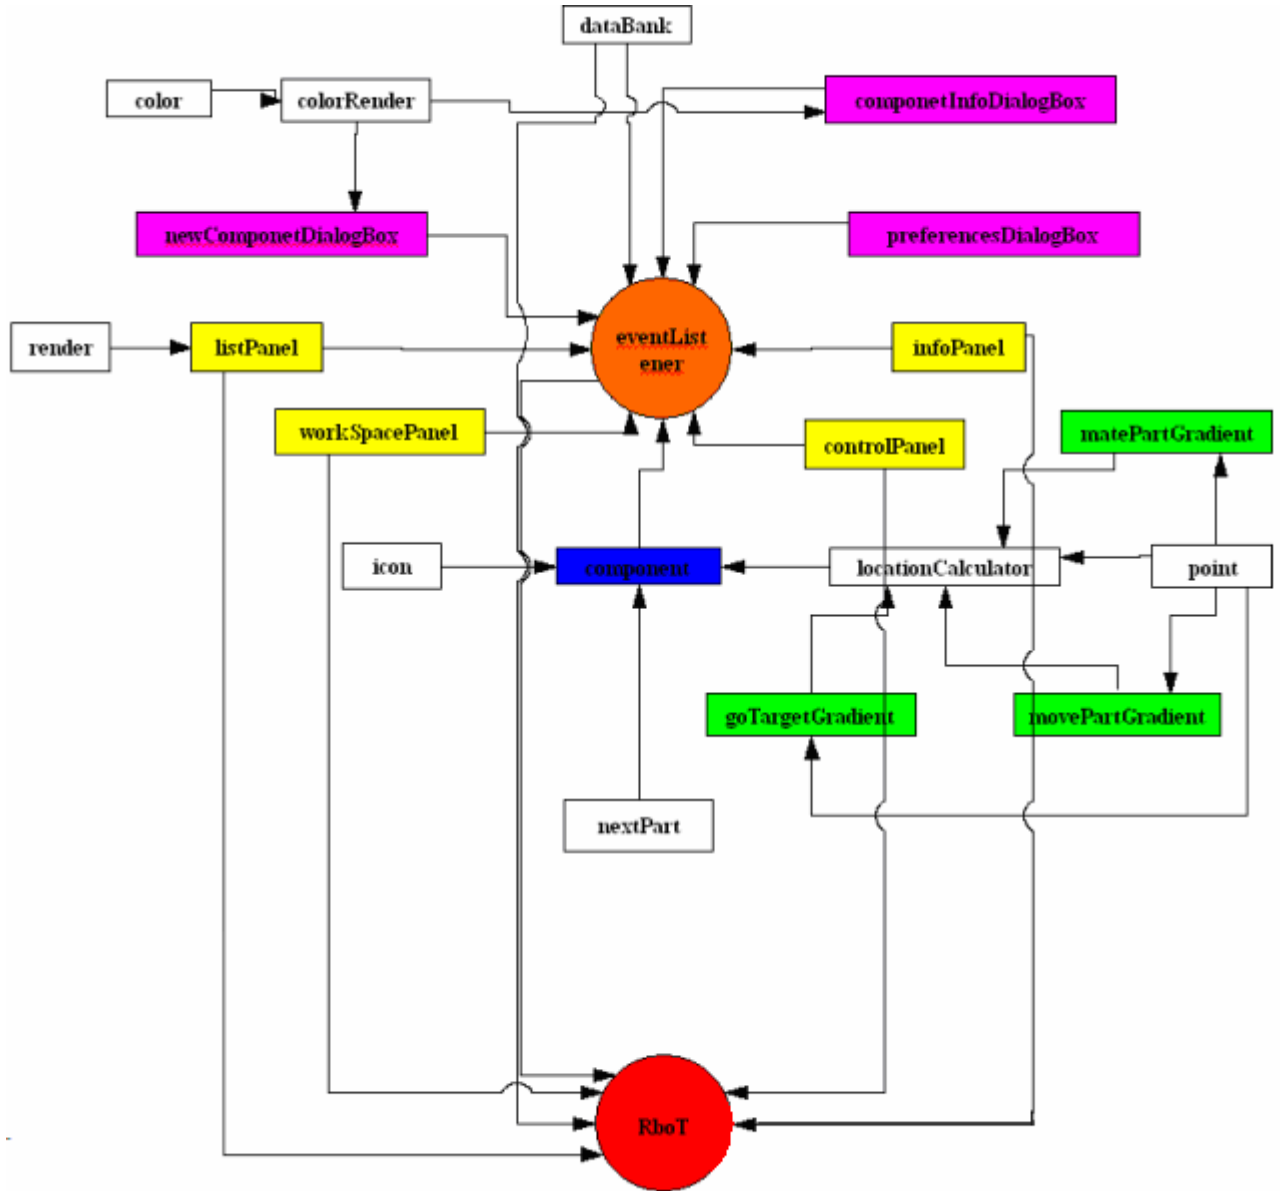 dataBank
color
colorRender
componetInfoDialogBox
newComponetDialogBox
preferencesDialogBox
render
listPanel
eventList
ener
infoPanel
workSpacePanel
controlPanel
matePartGradient
icon
component
locationCalculator
point
goTargetGradient
movePartGradient
nextPart
RboT